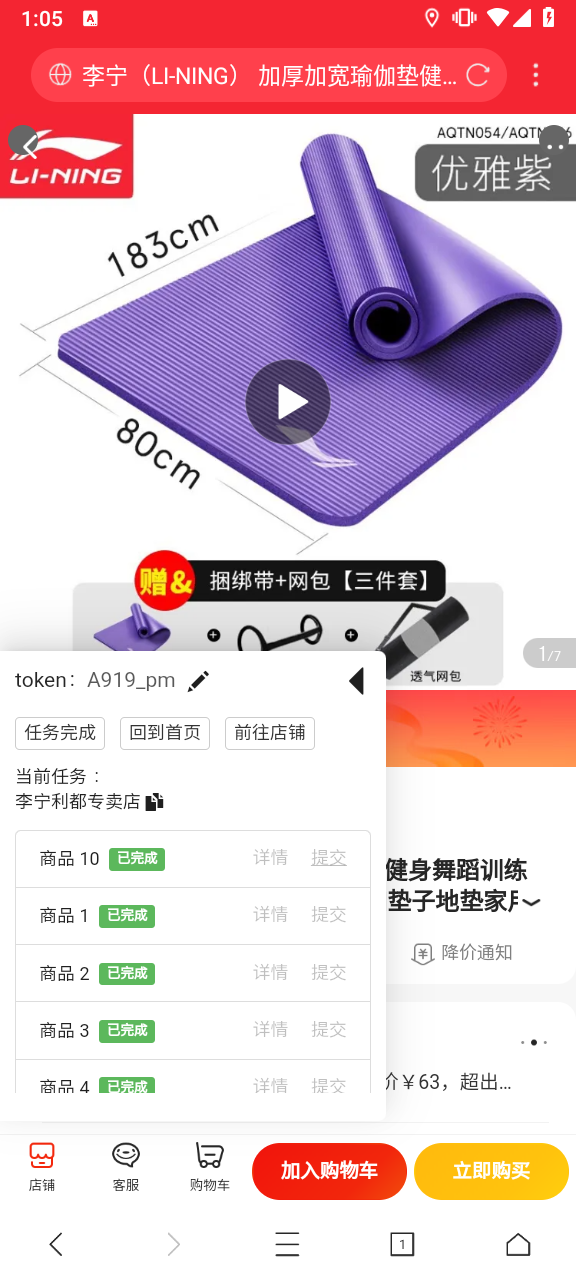 1:05
李宁（LI-NING） 加厚加宽瑜伽垫健...
LI-NING
AQTN054/AQTN
6
优雅紫
183cm
80cm
赠&
捆绑带+网包【三件套】
透气网包
1/7
token: A919_pm
任务完成
回到首页
前往店铺
当前任务：
李宁利都专卖店
商品 10 已完成 详情 提交
商品 1 已完成 详情 提交
商品 2 已完成 详情 提交
商品 3 已完成 详情 提交
商品 4 已完成 详情 提交
健身舞蹈训练
垫子地垫家
降价通知
价￥63，超出...
店铺
客服
购物车
加入购物车
立即购买
1